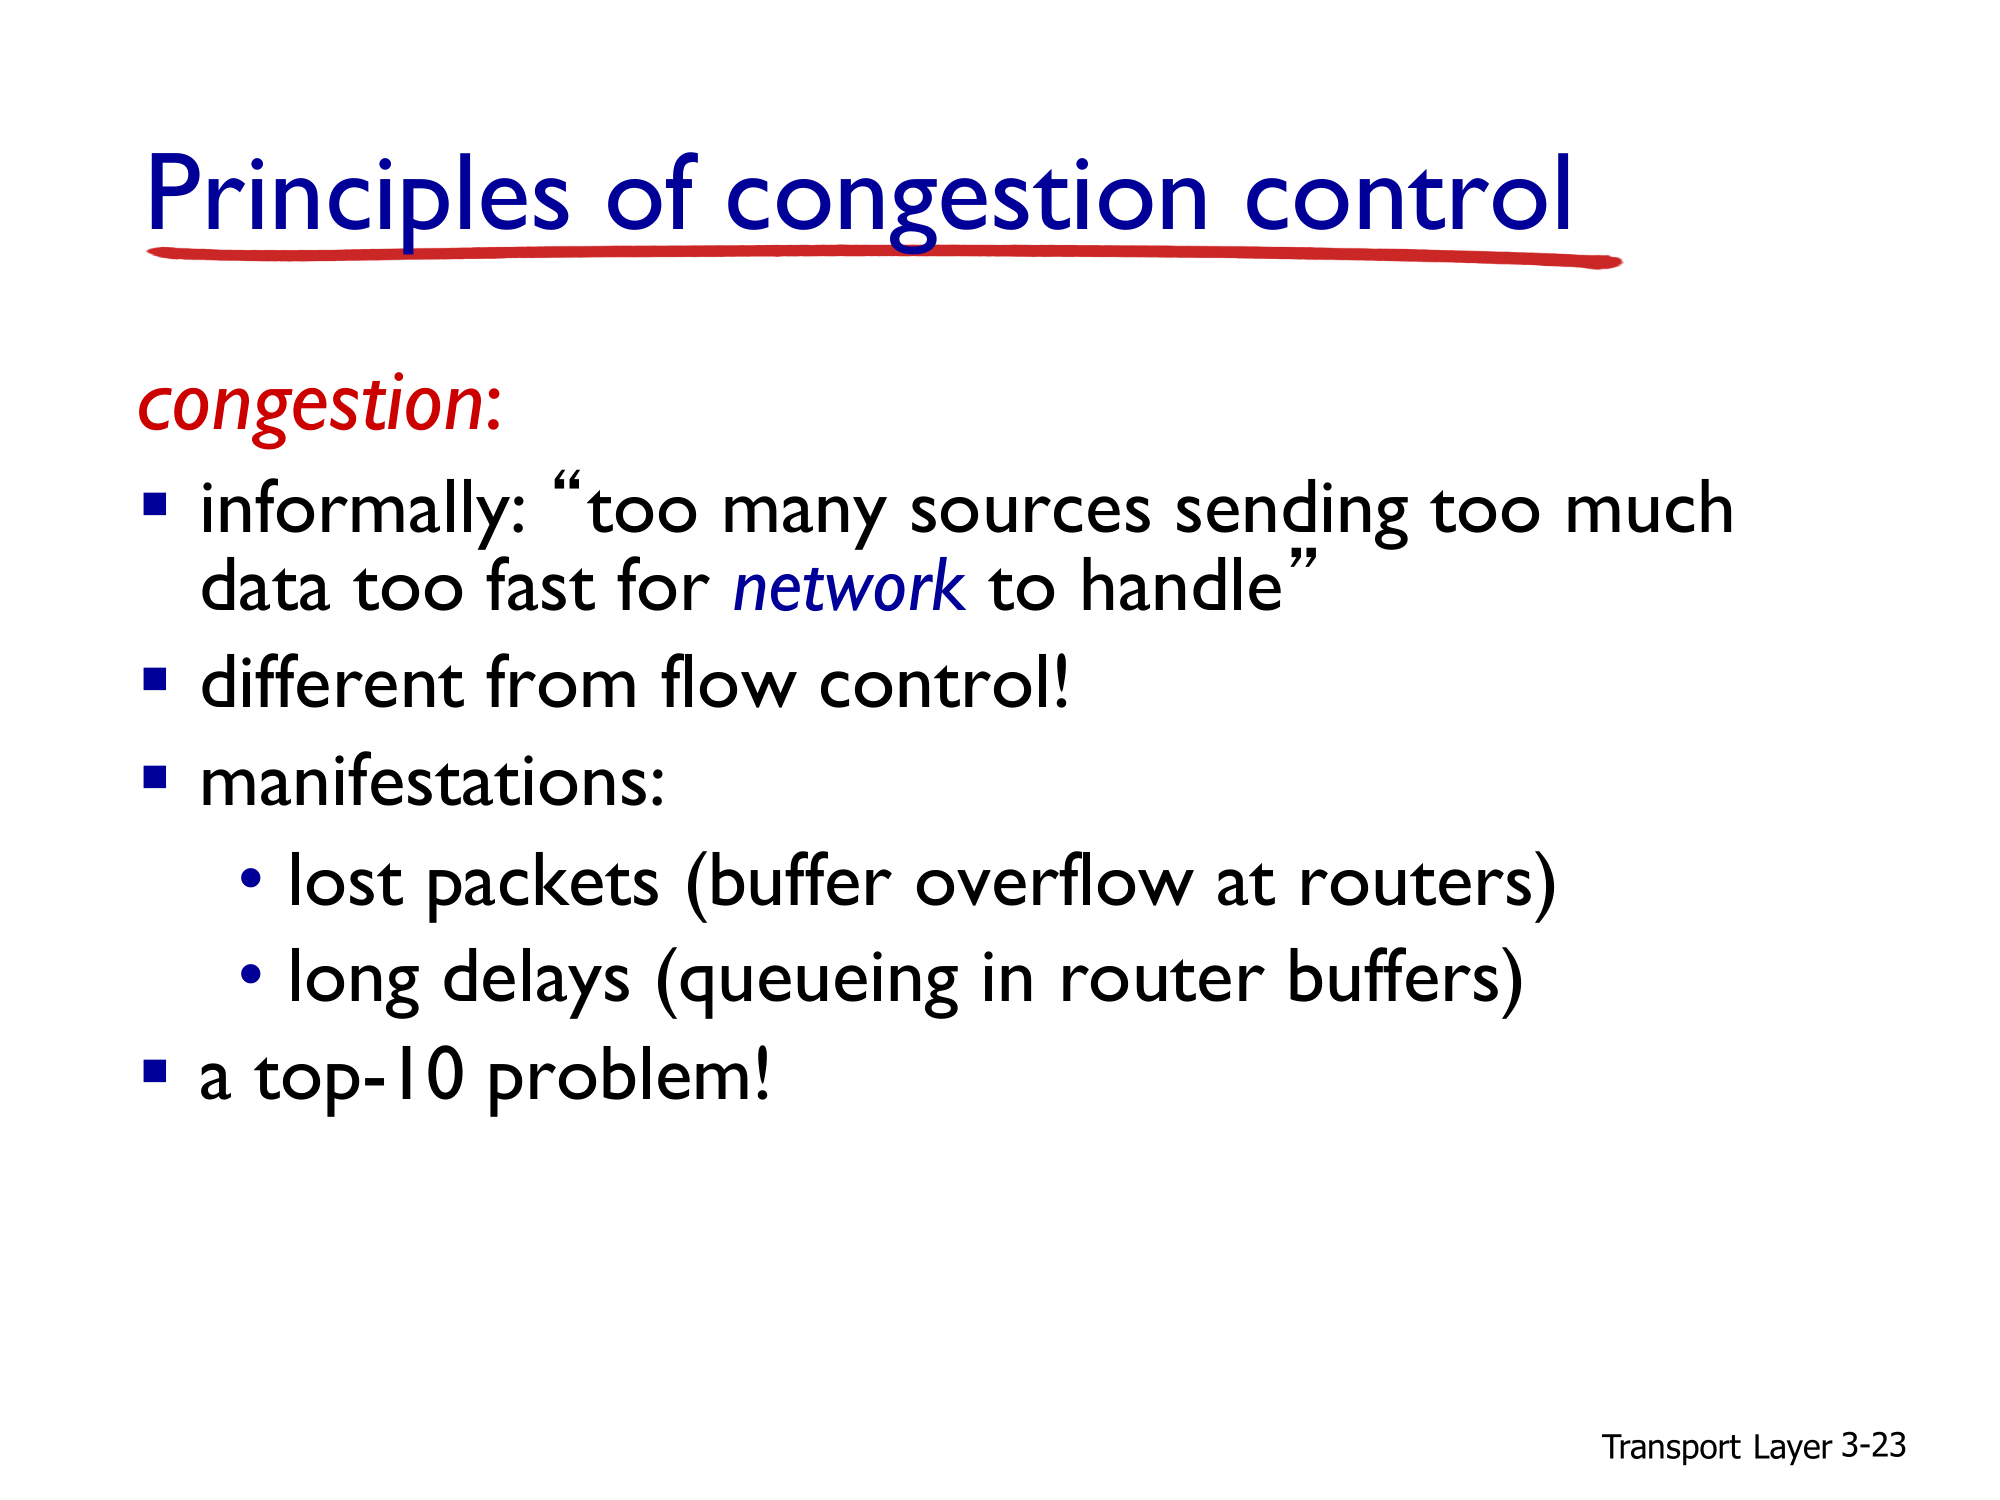 Principles of congestion control
congestion:
▪ informally: “too many sources sending too much
data too fast for network to handle”
▪ different from flow control!
▪ manifestations:
• lost packets (buffer overflow at routers)
• long delays (queueing in router buffers)
▪ a top-10 problem!
Transport Layer 3-23